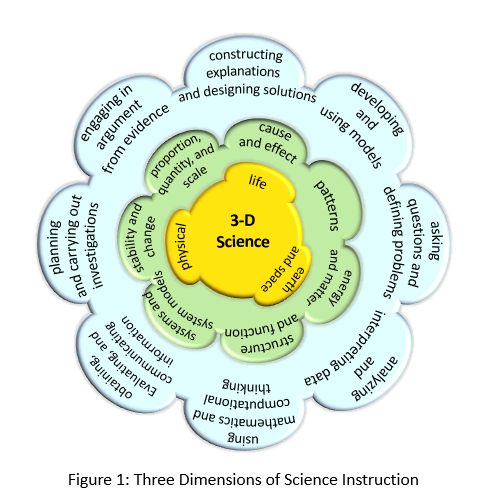 constructing
explanations
and designing solutions
developing
and
using models
asking
questions and
defining problems
analyzing
and
interpreting data
using
mathematics and
computational
thinking
obtaining,
Evaluating, and
communicating
information
planning
and carrying out
Investigations
engaging in
argument
from evidence
cause
and effect
patterns
energy
and matter
structure
and function
systems and
system models
stability and
change
proportion,
quantity, and
scale
life
earth
and space
physical
3-D
Science
Figure 1: Three Dimensions of Science Instruction